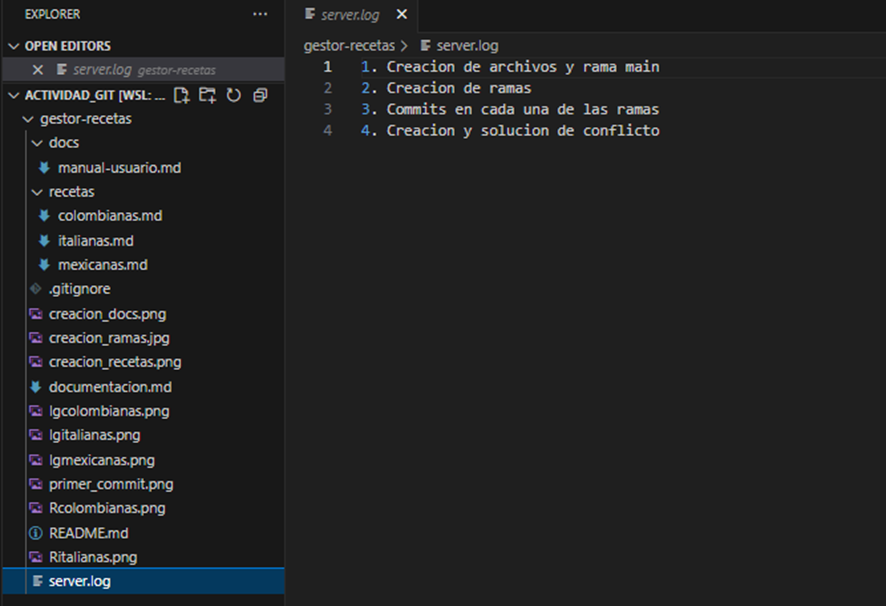 EXPLORER
···
OPEN EDITORS
server.log gestor-recetas
ACTIVIDAD_GIT [WSL: ...
gestor-recetas
docs
manual-usuario.md
recetas
colombianas.md
italianas.md
mexicanas.md
.gitignore
creacion_docs.png
creacion_ramas.jpg
creacion_recetas.png
documentacion.md
lgcolombianas.png
lgitalianas.png
lgmexicanas.png
primer_commit.png
Rcolombianas.png
README.md
Ritalianas.png
server.log
server.log
gestor-recetas > server.log
1 1. Creacion de archivos y rama main
2 2. Creacion de ramas
3 3. Commits en cada una de las ramas
4 4. Creacion y solucion de conflicto